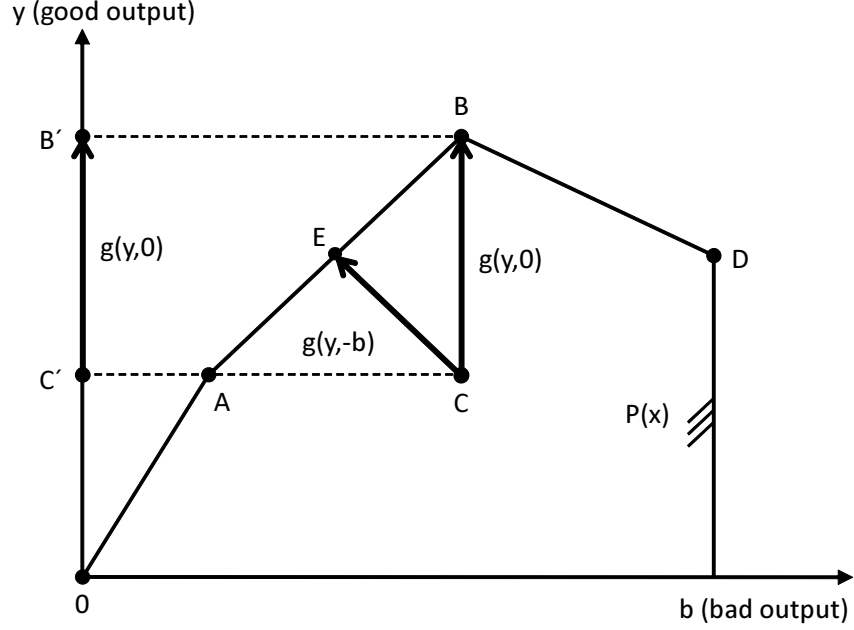 y (good output)
B
B´
E
g(y,0)
g(y,0)
D
g(y,-b)
C´
A
C
P(x)
0
b (bad output)